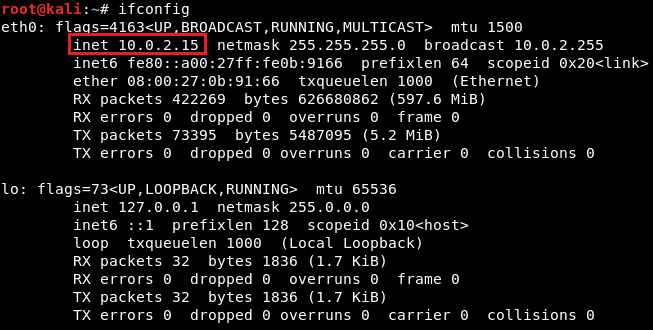 root@kali:~# ifconfig
eth0: flags=4163<UP,BROADCAST,RUNNING,MULTICAST>  mtu 1500
        inet 10.0.2.15  netmask 255.255.255.0  broadcast 10.0.2.255
        inet6 fe80::a00:27ff:fe0b:9166  prefixlen 64  scopeid 0x20<link>
        ether 08:00:27:0b:91:66  txqueuelen 1000  (Ethernet)
        RX packets 422269  bytes 626680862 (597.6 MiB)
        RX errors 0  dropped 0  overruns 0  frame 0
        TX packets 73395  bytes 5487095 (5.2 MiB)
        TX errors 0  dropped 0 overruns 0  carrier 0  collisions 0

lo: flags=73<UP,LOOPBACK,RUNNING>  mtu 65536
        inet 127.0.0.1  netmask 255.0.0.0
        inet6 ::1  prefixlen 128  scopeid 0x10<host>
        loop  txqueuelen 1000  (Local Loopback)
        RX packets 32  bytes 1836 (1.7 KiB)
        RX errors 0  dropped 0  overruns 0  frame 0
        TX packets 32  bytes 1836 (1.7 KiB)
        TX errors 0  dropped 0 overruns 0  carrier 0  collisions 0